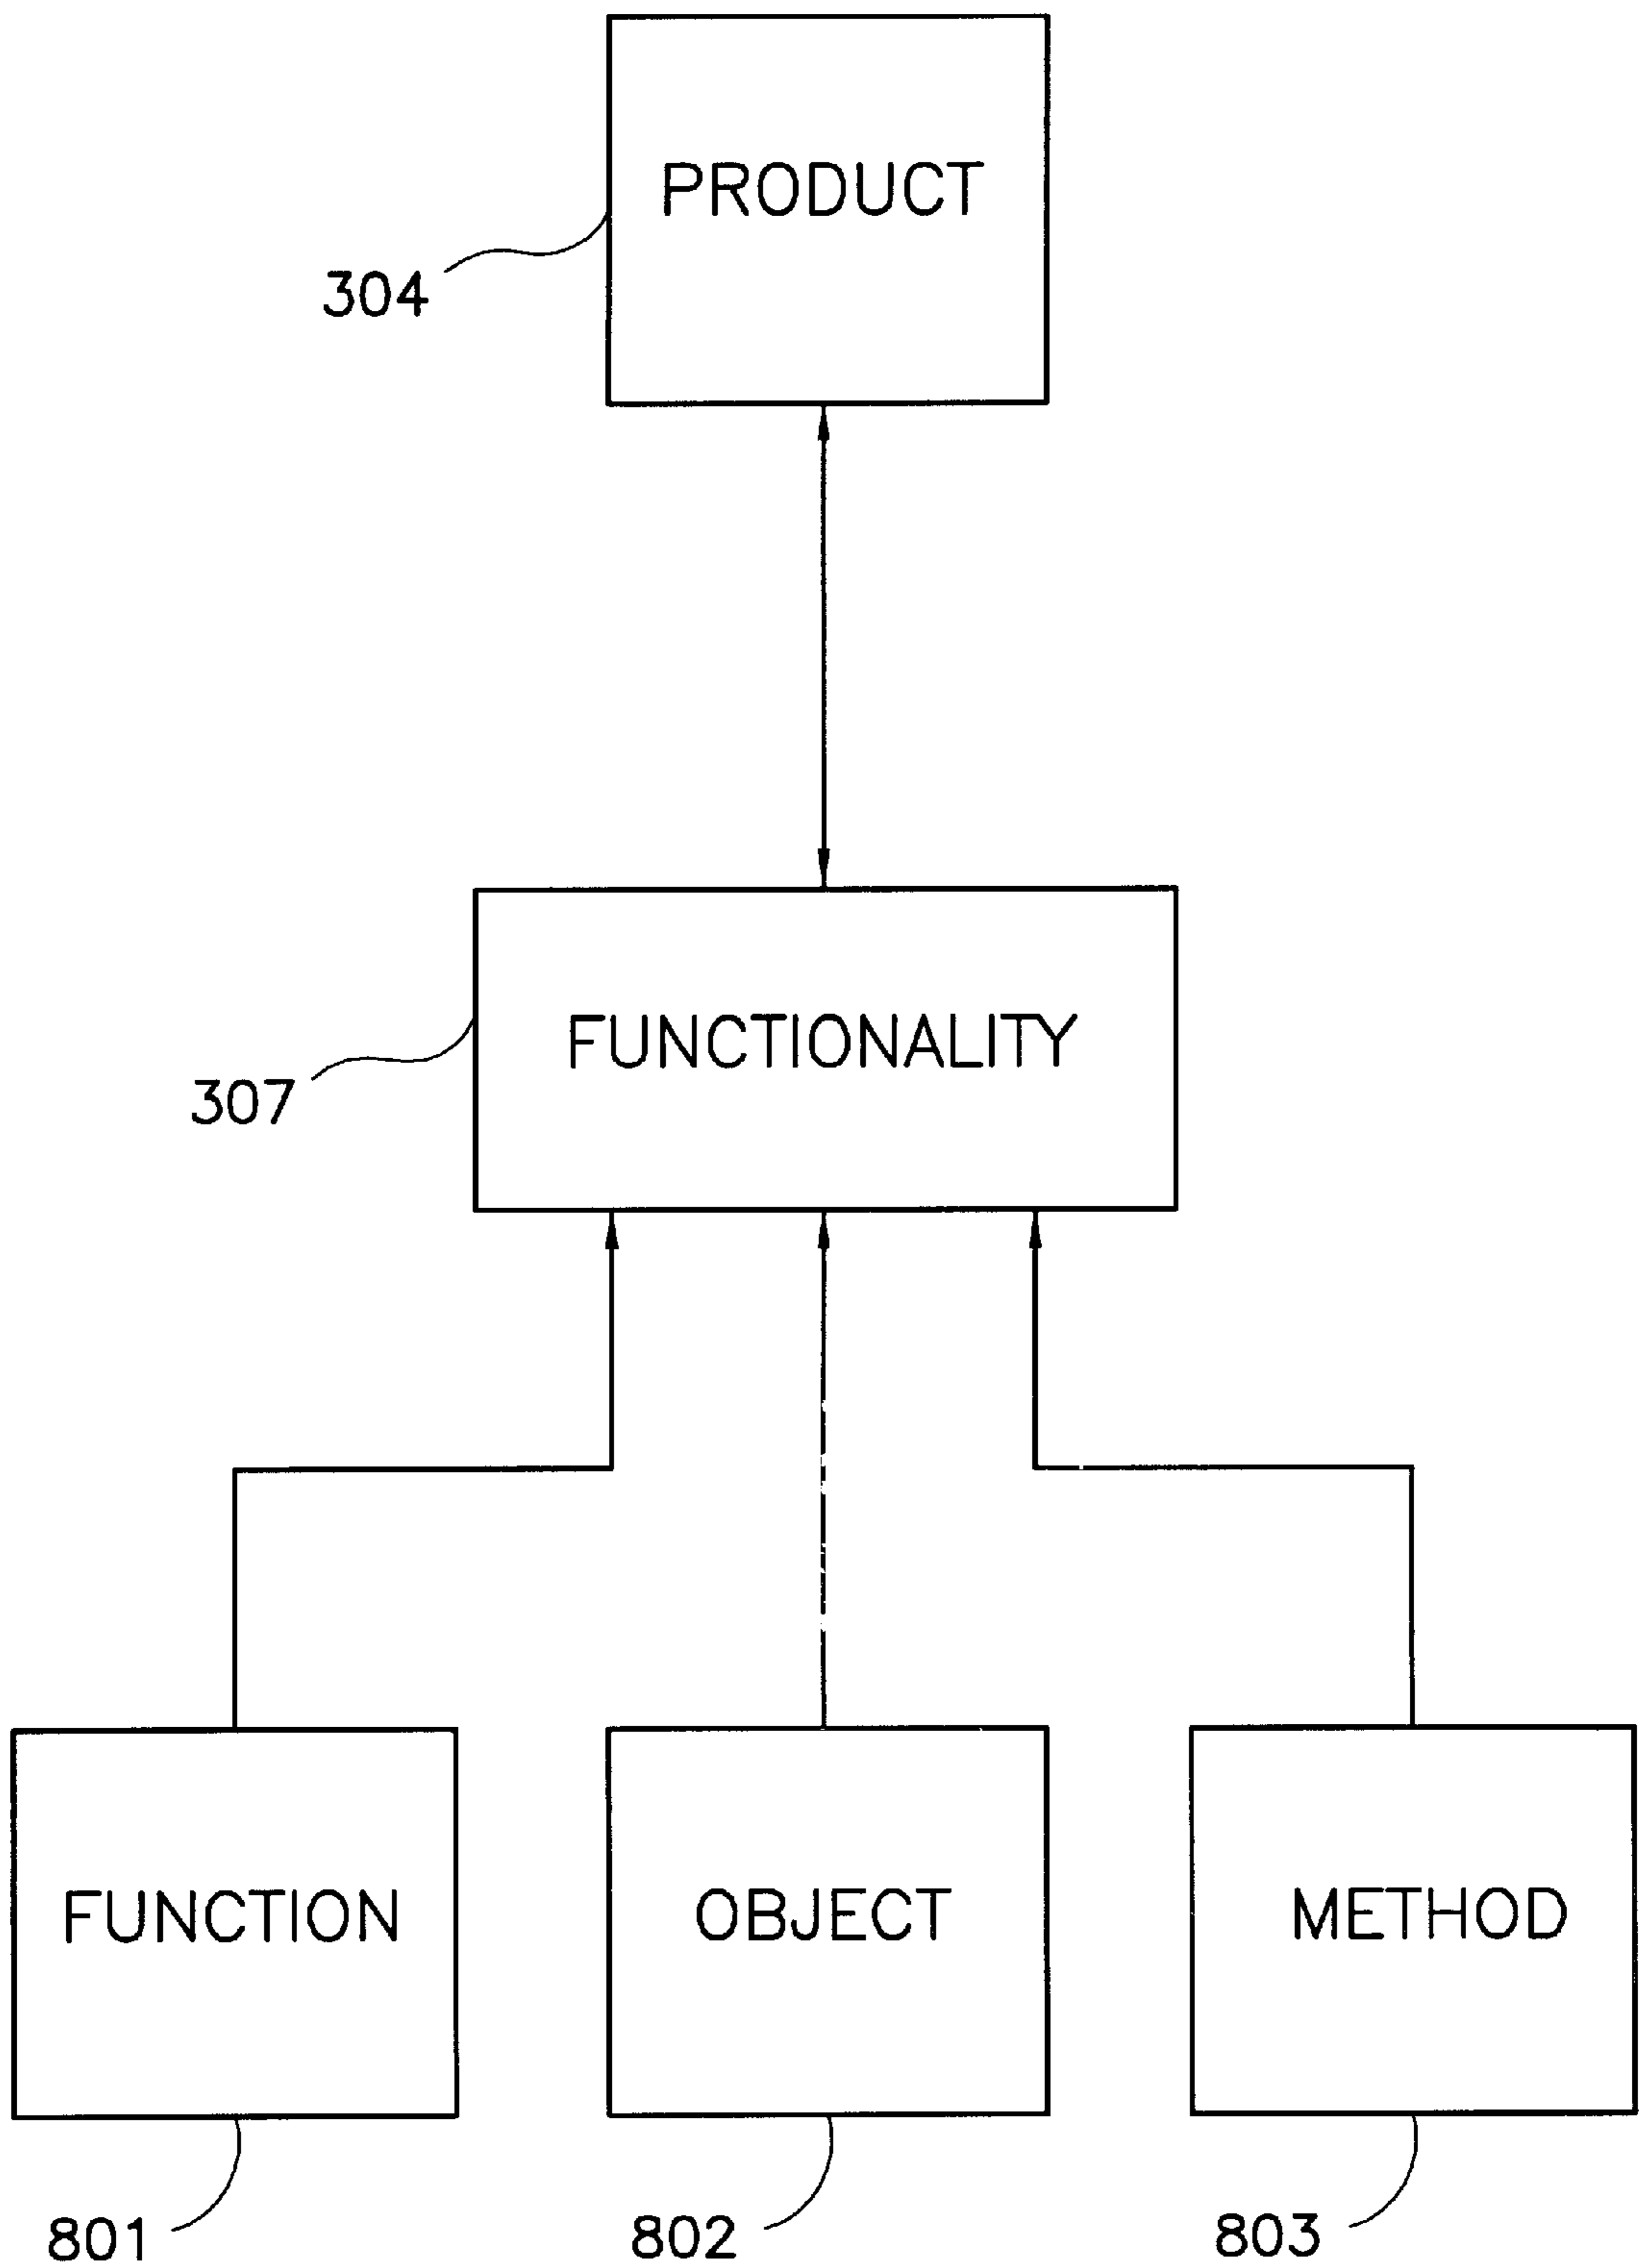 PRODUCT
304
FUNCTIONALITY
307
FUNCTION
OBJECT
METHOD
801
802
803